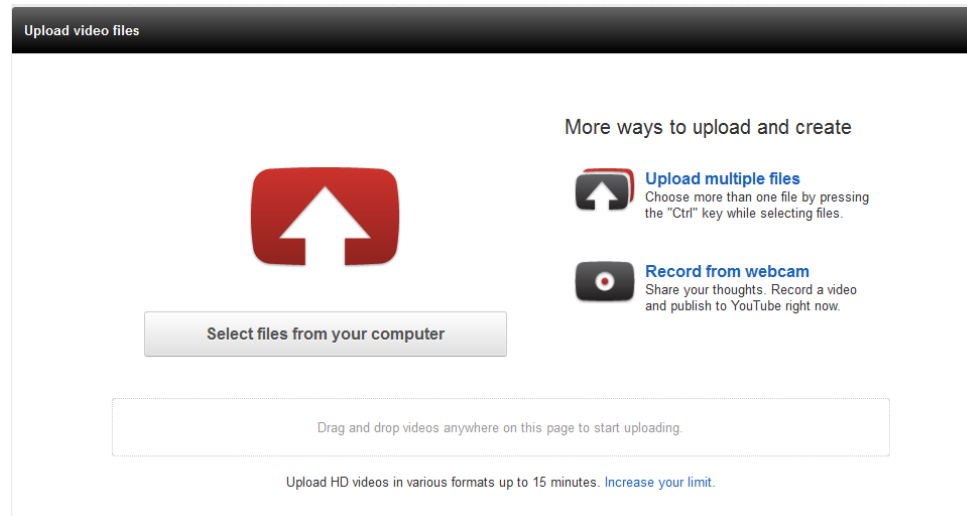 Upload video files
More ways to upload and create
Upload multiple files
Choose more than one file by pressing
the "Ctrl" key while selecting files.
Record from webcam
Share your thoughts. Record a video
and publish to YouTube right now.
Select files from your computer
Drag and drop videos anywhere on this page to start uploading.
Upload HD videos in various formats up to 15 minutes. Increase your limit.